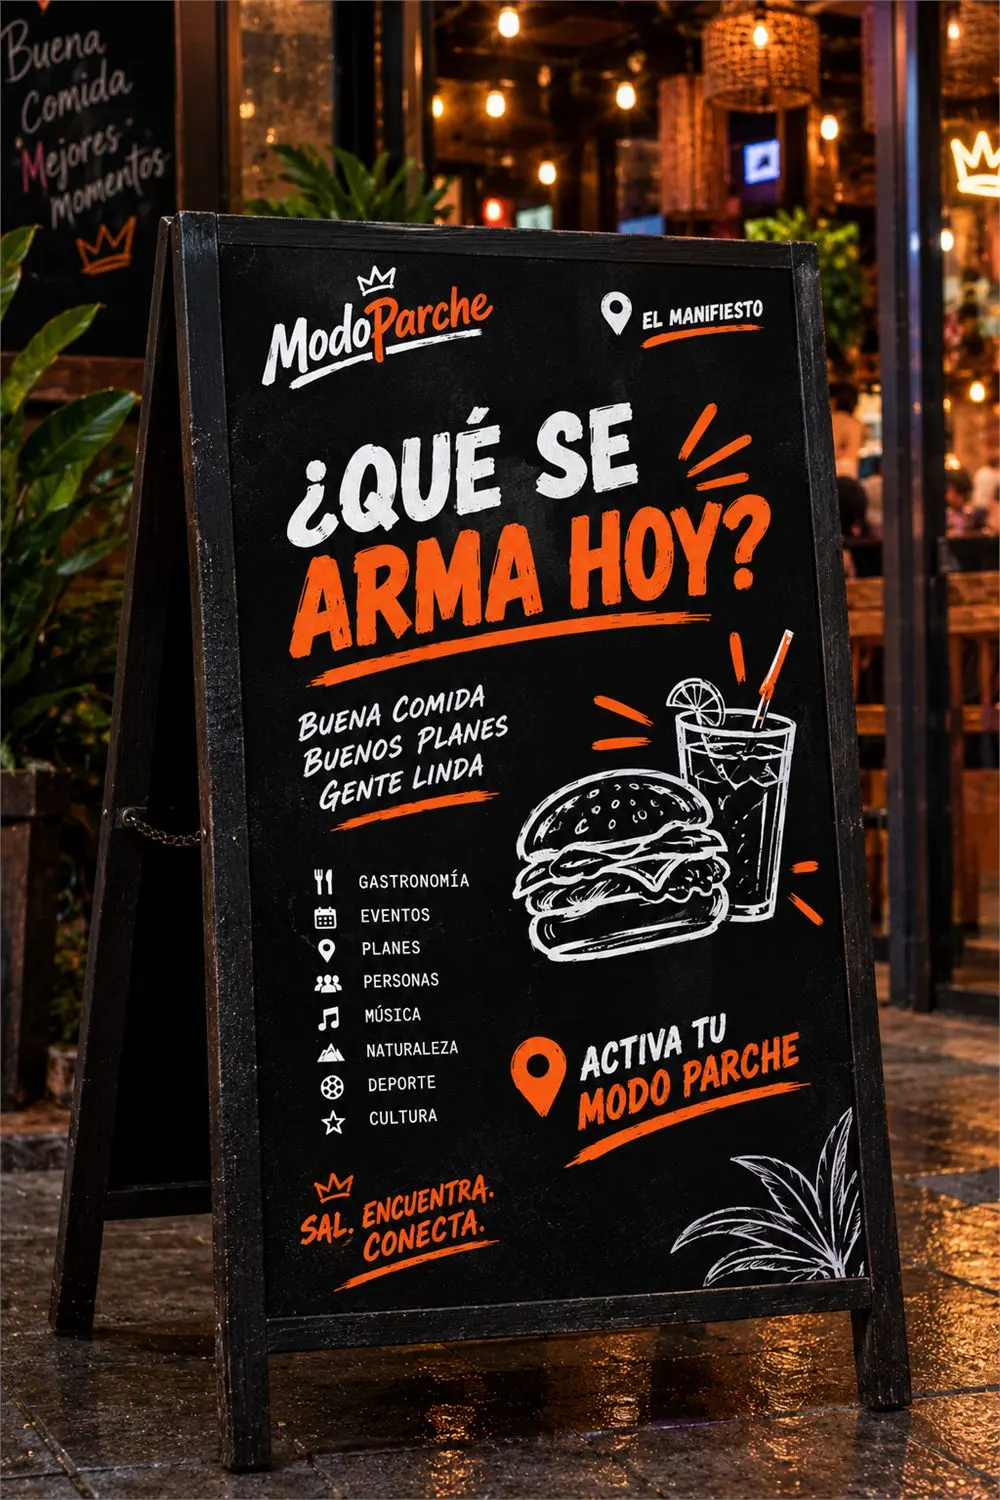 Buena
Comida
Mejores
momentos
ModoParche
EL MANIFIESTO
¿QUÉ SE
ARMA HOY?
BUENA COMIDA
BUENOS PLANES
GENTE LINDA
GASTRONOMÍA
EVENTOS
PLANES
PERSONAS
MÚSICA
NATURALEZA
DEPORTE
CULTURA
ACTIVA TU
MODO PARCHE
SAL. ENCUENTRA.
CONECTA.